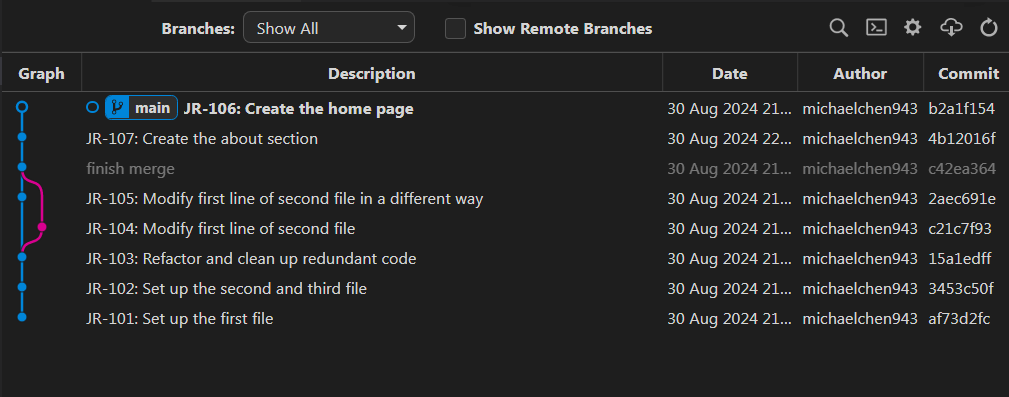 Branches: Show All Show Remote Branches
Graph Description Date Author Commit
main JR-106: Create the home page 30 Aug 2024 21... michaelchen943 b2a1f154
JR-107: Create the about section 30 Aug 2024 22... michaelchen943 4b12016f
finish merge 30 Aug 2024 21... michaelchen943 c42ea364
JR-105: Modify first line of second file in a different way 30 Aug 2024 21... michaelchen943 2aec691e
JR-104: Modify first line of second file 30 Aug 2024 21... michaelchen943 c21c7f93
JR-103: Refactor and clean up redundant code 30 Aug 2024 21... michaelchen943 15a1edff
JR-102: Set up the second and third file 30 Aug 2024 21... michaelchen943 3453c50f
JR-101: Set up the first file 30 Aug 2024 21... michaelchen943 af73d2fc